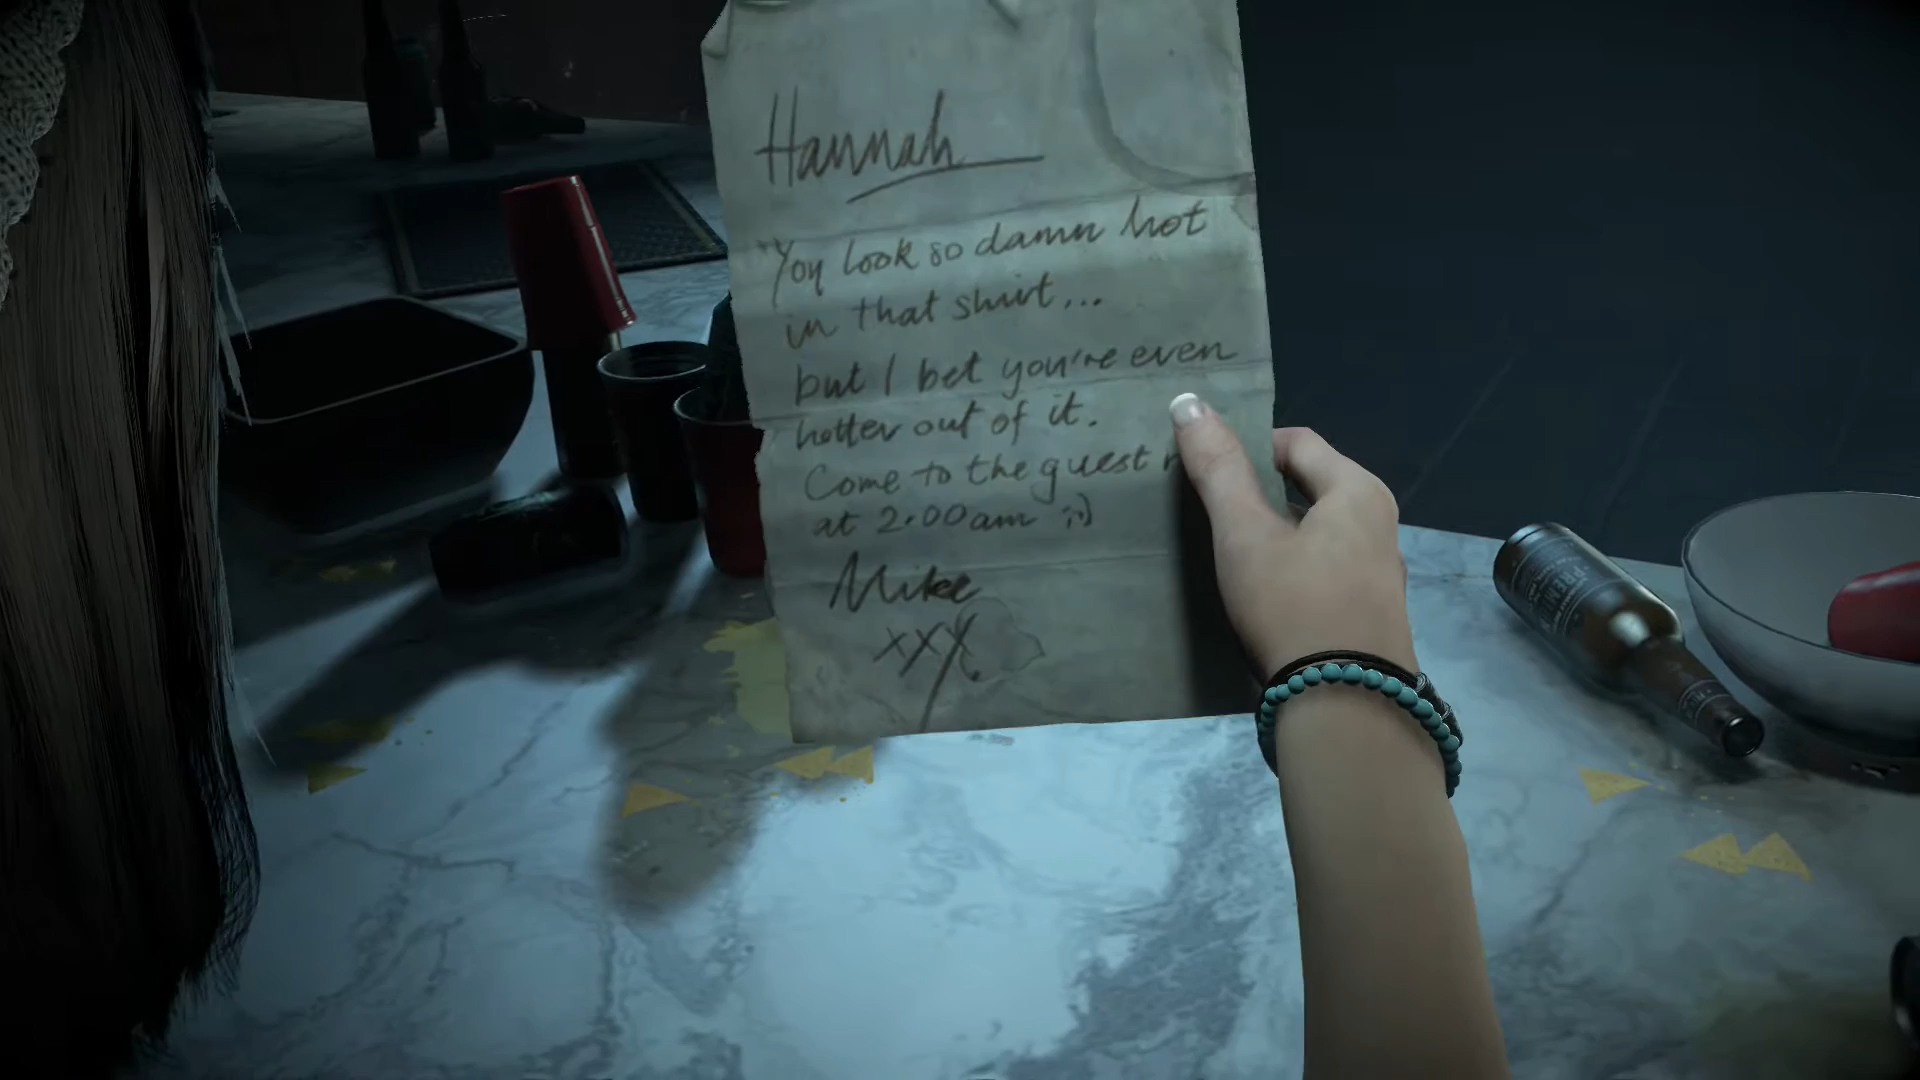 Hannah
You look so damn hot
in that shirt...
but I bet you're even
hotter out of it.
Come to the guest
at 2.00am ;)
Mike
xxx
PREMIUM